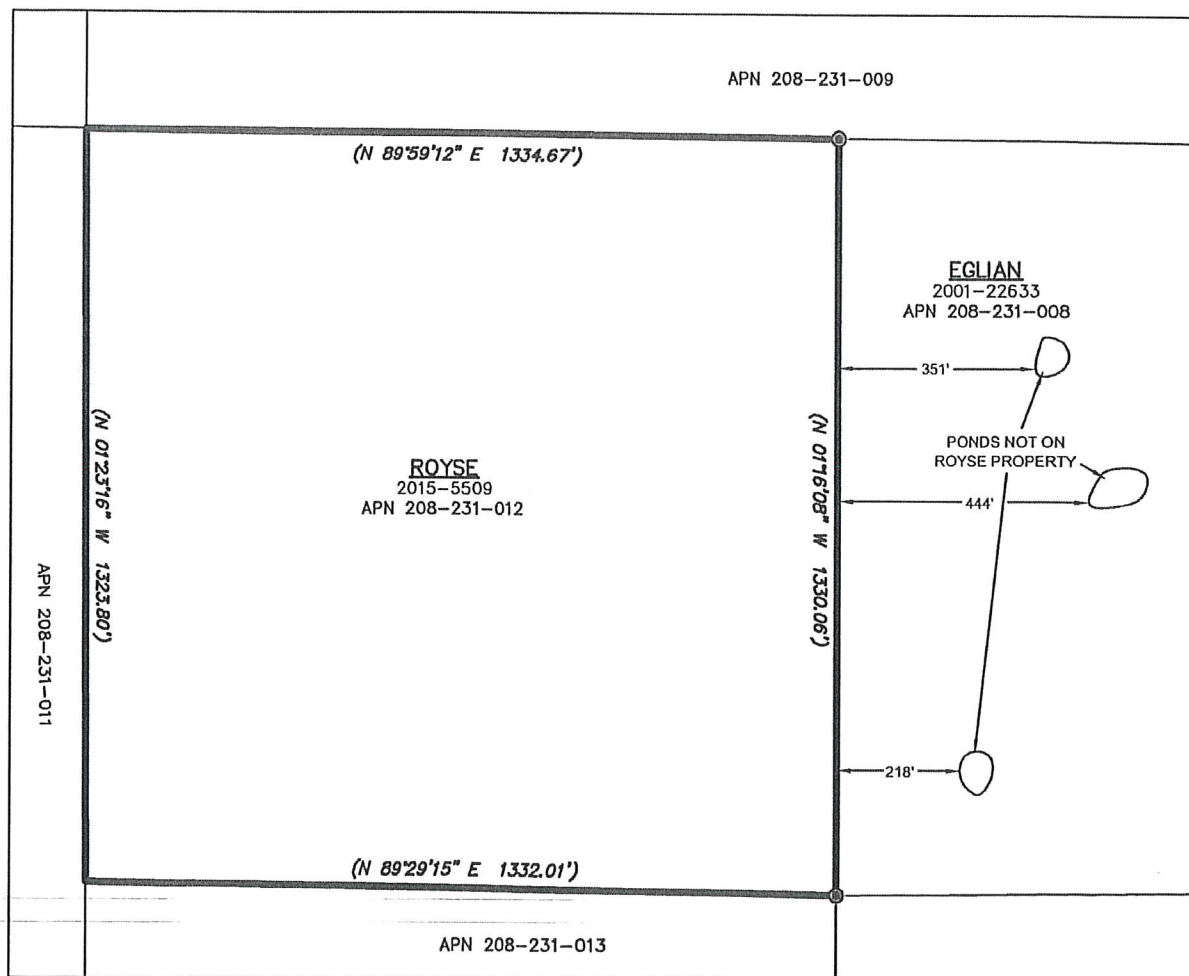 APN 208-231-009
(N 89°59'12" E 1334.67')
EGLIAN
2001-22633
APN 208-231-008
351'
PONDS NOT ON
ROYSE PROPERTY
444'
218'
(N 01°23'16" W 1323.80')
ROYSE
2015-5509
APN 208-231-012
(N 01°16'08" W 1330.06')
APN 208-231-011
(N 89°29'15" E 1332.01')
APN 208-231-013